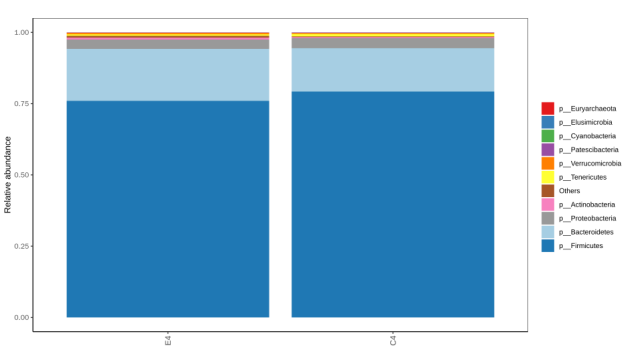 Relative abundance
1.00
0.75
0.50
0.25
0.00
E4
C4
p__Euryarchaeota
p__Elusimicrobia
p__Cyanobacteria
p__Patescibacteria
p__Verrucomicrobia
p__Tenericutes
Others
p__Actinobacteria
p__Proteobacteria
p__Bacteroidetes
p__Firmicutes